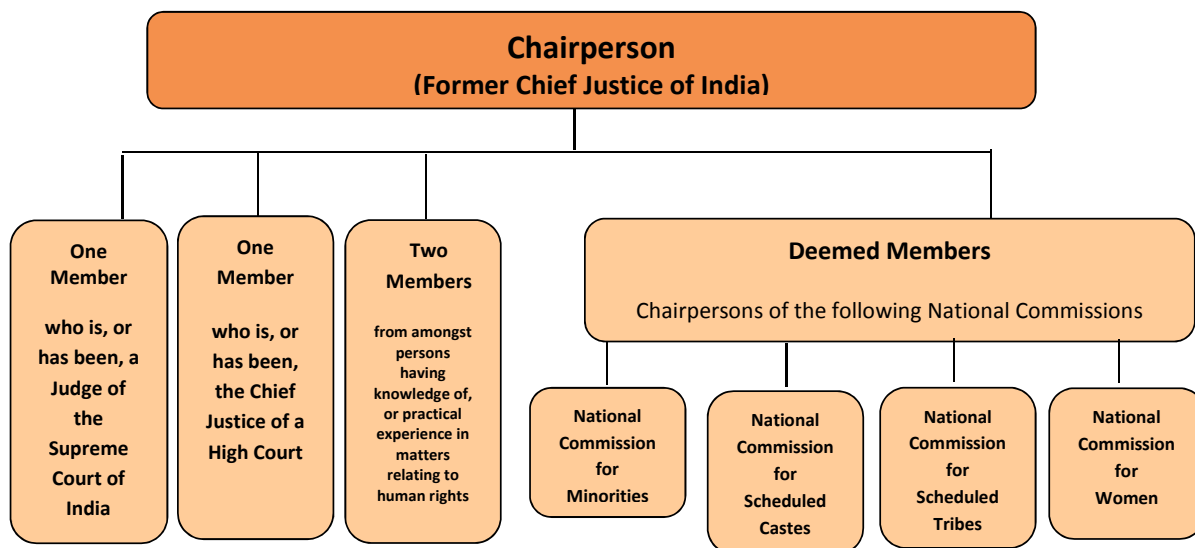 Chairperson
(Former Chief Justice of India)
One
Member
who is, or
has been, a
Judge of
the
Supreme
Court of
India
One
Member
who is, or
has been,
the Chief
Justice of a
High Court
Two
Members
from amongst
persons
having
knowledge of,
or practical
experience in
matters
relating to
human rights
Deemed Members
Chairpersons of the following National Commissions
National
Commission
for
Minorities
National
Commission
for
Scheduled
Castes
National
Commission
for
Scheduled
Tribes
National
Commission
for
Women